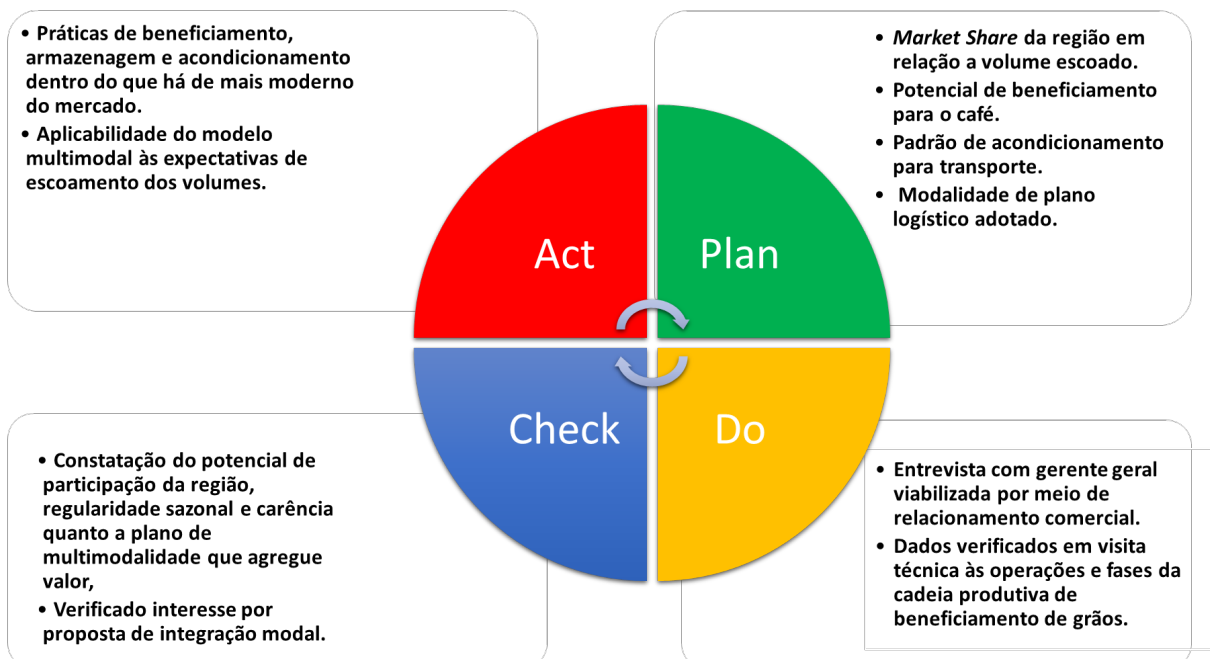 • Práticas de beneficiamento,
armazenagem e acondicionamento
dentro do que há de mais moderno
do mercado.
• Aplicabilidade do modelo
multimodal às expectativas de
escoamento dos volumes.
• Market Share da região em
relação a volume escoado.
• Potencial de beneficiamento
para o café.
• Padrão de acondicionamento
para transporte.
• Modalidade de plano
logístico adotado.
Act
Plan
Check
Do
• Constatação do potencial de
participação da região,
regularidade sazonal e carência
quanto a plano de
multimodalidade que agregue
valor,
• Verificado interesse por
proposta de integração modal.
• Entrevista com gerente geral
viabilizada por meio de
relacionamento comercial.
• Dados verificados em visita
técnica às operações e fases da
cadeia produtiva de
beneficiamento de grãos.